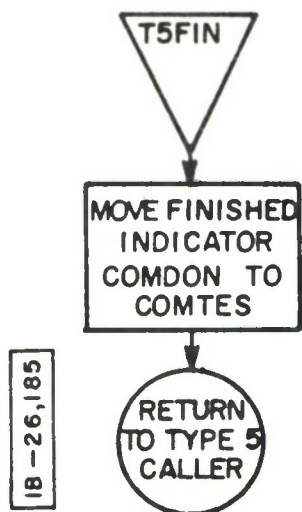 T5FIN
MOVE FINISHED
INDICATOR
COMDON TO
COMTES
RETURN
TO TYPE 5
CALLER
18-26,185